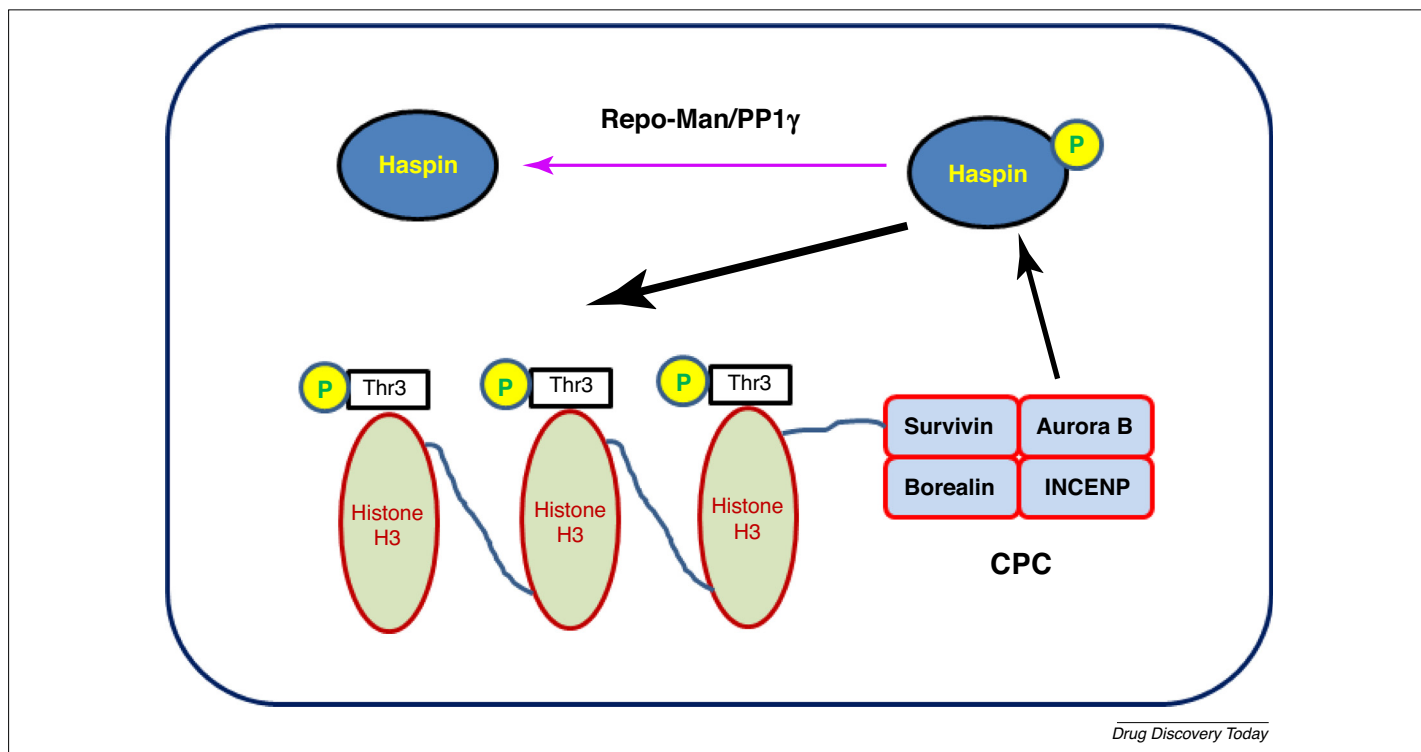 Repo-Man/PP1γ
Haspin
Haspin
P
P
Thr3
P
Thr3
P
Thr3
Histone
H3
Histone
H3
Histone
H3
Survivin
Aurora B
Borealin
INCENP
CPC
Drug Discovery Today